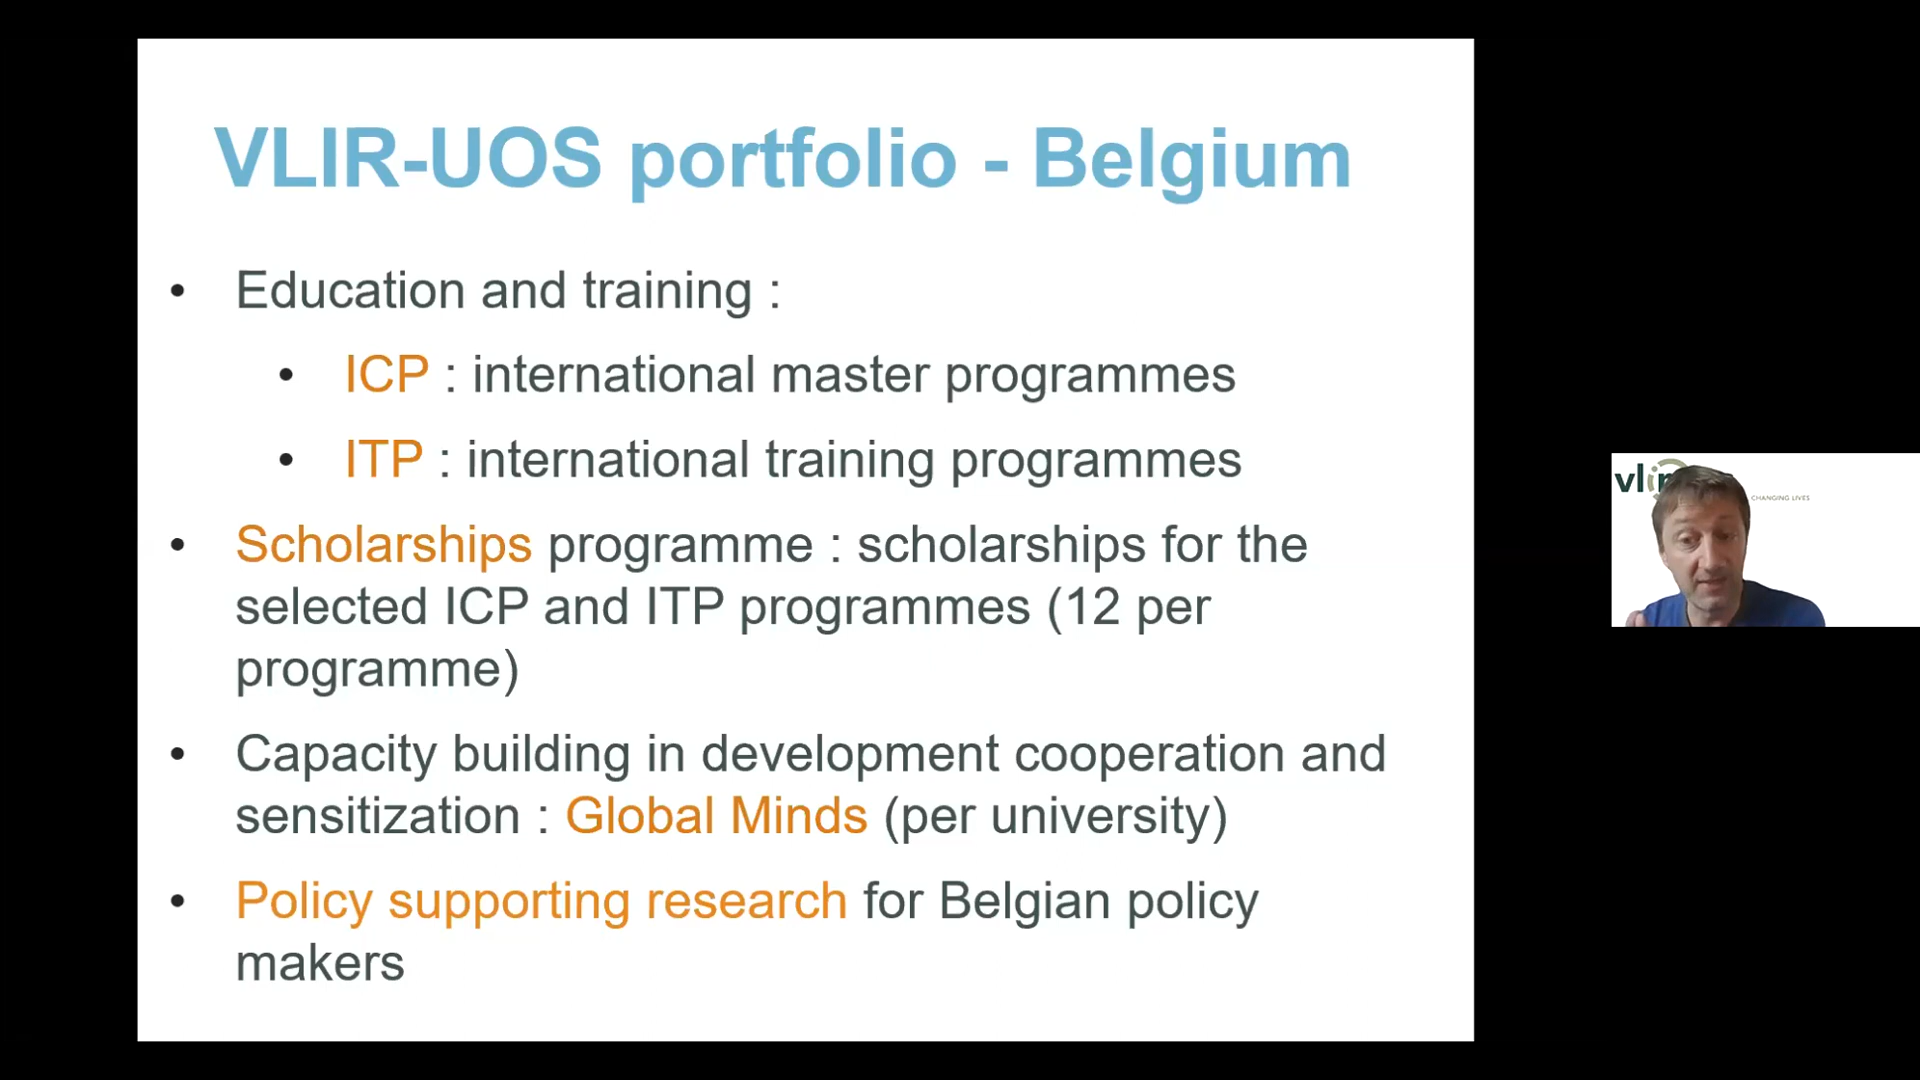 VLIR-UOS portfolio - Belgium
• Education and training :
• ICP : international master programmes
• ITP : international training programmes
• Scholarships programme : scholarships for the
selected ICP and ITP programmes (12 per
programme)
• Capacity building in development cooperation and
sensitization : Global Minds (per university)
• Policy supporting research for Belgian policy
makers
CHANGING LIVES